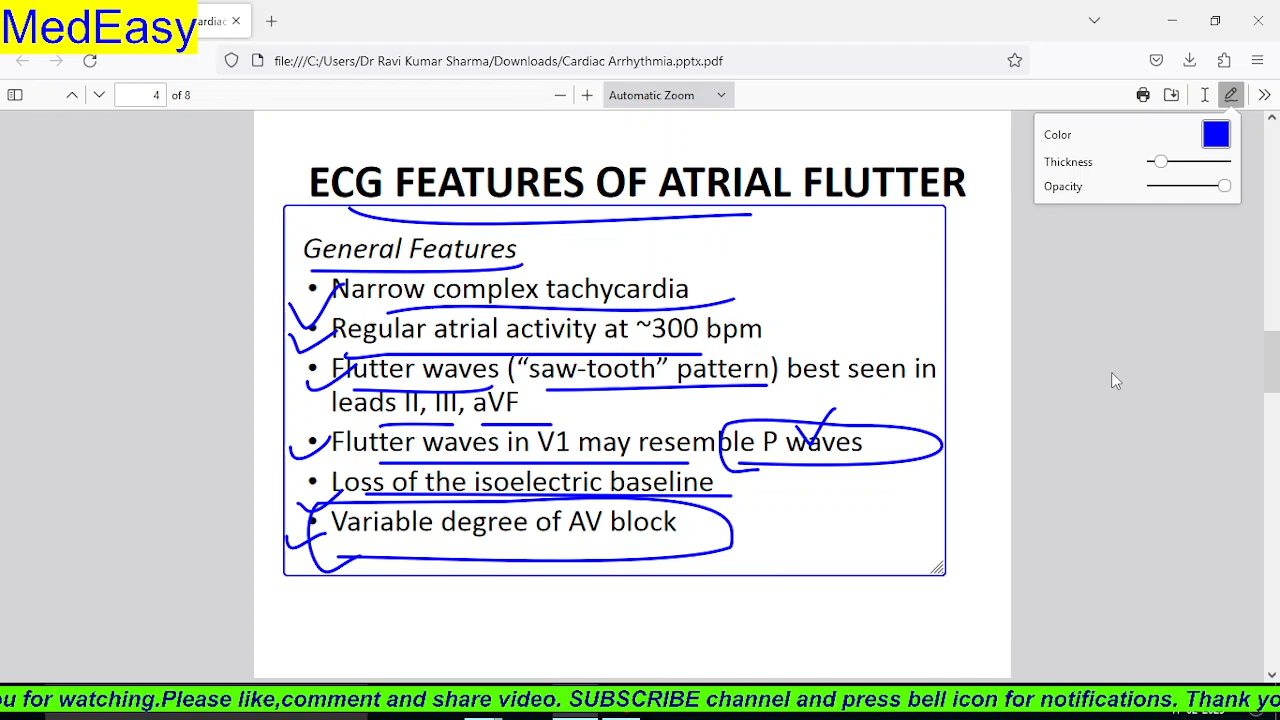 MedEasy
ardiac
file:///C:/Users/Dr Ravi Kumar Sharma/Downloads/Cardiac Arrhythmia.pptx.pdf
4 of 8
Automatic Zoom
Color
Thickness
Opacity
ECG FEATURES OF ATRIAL FLUTTER
General Features
• Narrow complex tachycardia
• Regular atrial activity at ~300 bpm
• Flutter waves (“saw-tooth” pattern) best seen in
leads II, III, aVF
• Flutter waves in V1 may resemble P waves
• Loss of the isoelectric baseline
• Variable degree of AV block
ou for watching.Please like,comment and share video. SUBSCRIBE channel and press bell icon for notifications. Thank yo